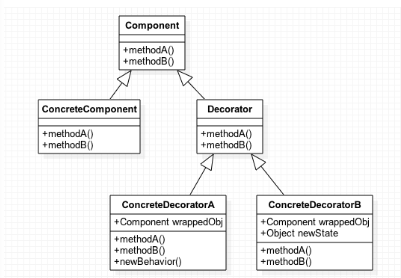 Component
+methodA()
+methodB()
ConcreteComponent
+methodA()
+methodB()
Decorator
+methodA()
+methodB()
ConcreteDecoratorA
+Component wrappedObj
+methodA()
+methodB()
+newBehavior()
ConcreteDecoratorB
+Component wrappedObj
+Object newState
+methodA()
+methodB()